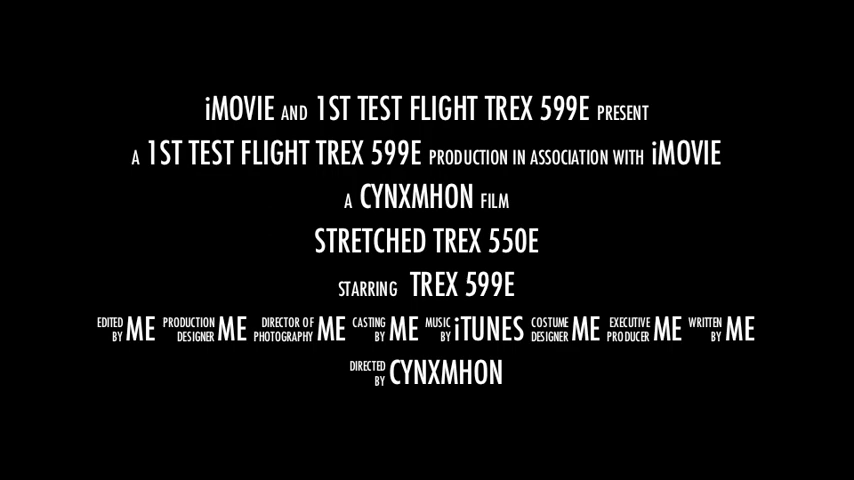 iMOVIE AND 1ST TEST FLIGHT TREX 599E PRESENT
A 1ST TEST FLIGHT TREX 599E PRODUCTION IN ASSOCIATION WITH iMOVIE
A CYNXMHON FILM
STRETCHED TREX 550E
STARRING TREX 599E
EDITED BY ME PRODUCTION DESIGNER ME DIRECTOR OF PHOTOGRAPHY ME CASTING BY ME MUSIC BY iTUNES COSTUME DESIGNER ME EXECUTIVE PRODUCER ME WRITTEN BY ME
DIRECTED BY CYNXMHON